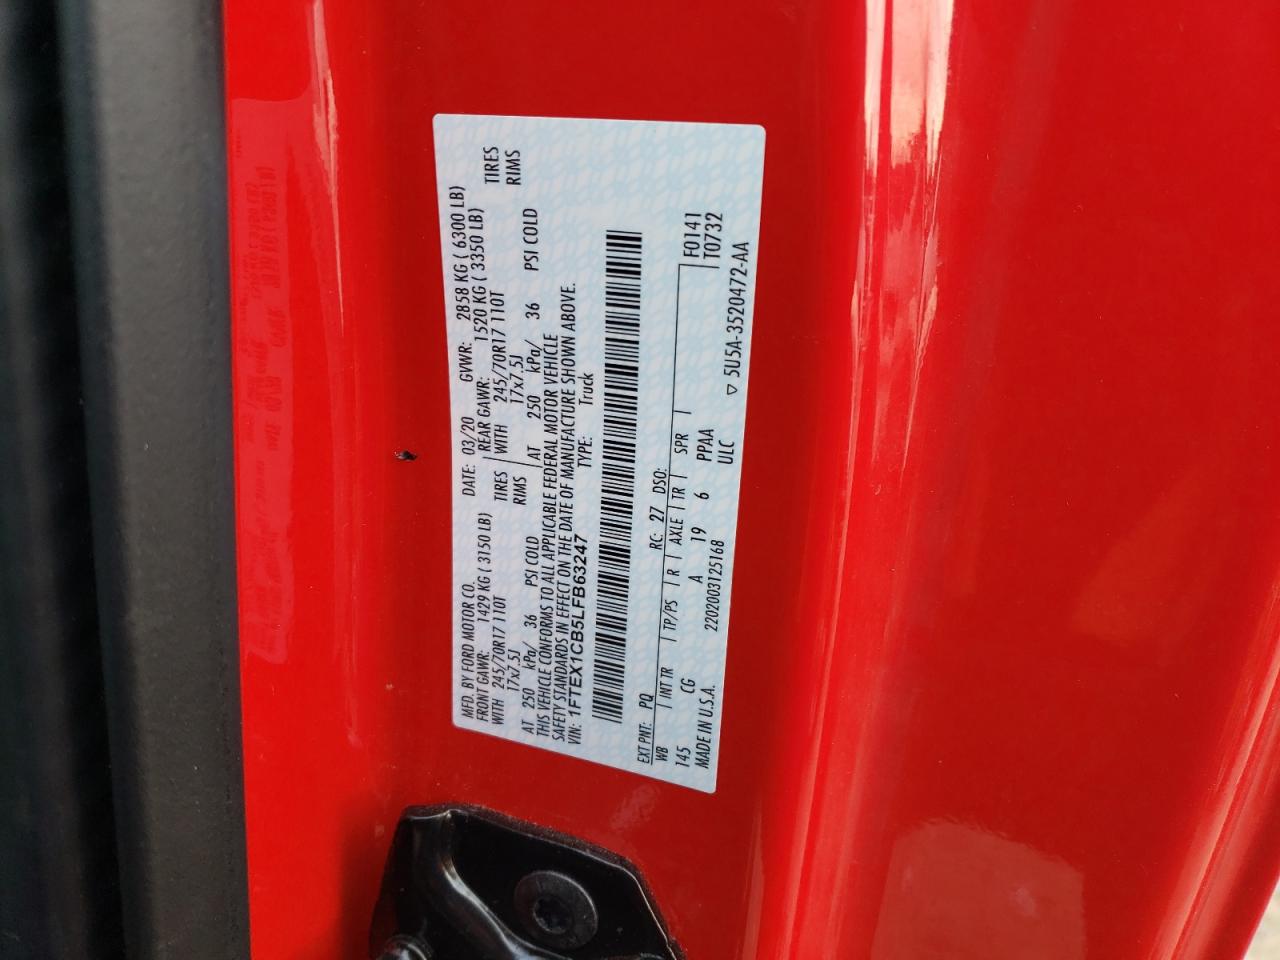 MFD. BY FORD MOTOR CO. DATE: 03/20 GVWR: 2858 KG ( 6300 LB)
FRONT GAWR: 1429 KG ( 3150 LB) REAR GAWR: 1520 KG ( 3350 LB)
WITH 245/70R17 110T TIRES WITH 245/70R17 110T TIRES
17x7.5J RIMS 17x7.5J RIMS
AT 250 kPa/ 36 PSI COLD AT 250 kPa/ 36 PSI COLD
THIS VEHICLE CONFORMS TO ALL APPLICABLE FEDERAL MOTOR VEHICLE
SAFETY STANDARDS IN EFFECT ON THE DATE OF MANUFACTURE SHOWN ABOVE.
VIN: 1FTEX1CB5LFB63247 TYPE: Truck
EXT PNT: PQ RC: 27 DSO:
WB INT TR TP/PS R AXLE TR SPR F0141
145 CG A 19 6 PPAA T0732
MADE IN U.S.A. 2202003125168 ULC
▽ 5U5A-3520472-AA